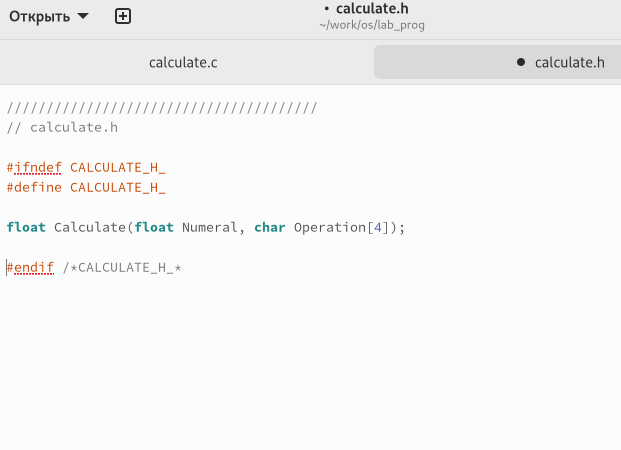 Открыть
• calculate.h
~/work/os/lab_prog
calculate.c
• calculate.h
///////////////////////////////////////
// calculate.h
#ifndef CALCULATE_H_
#define CALCULATE_H_
float Calculate(float Numeral, char Operation[4]);
#endif /*CALCULATE_H_*